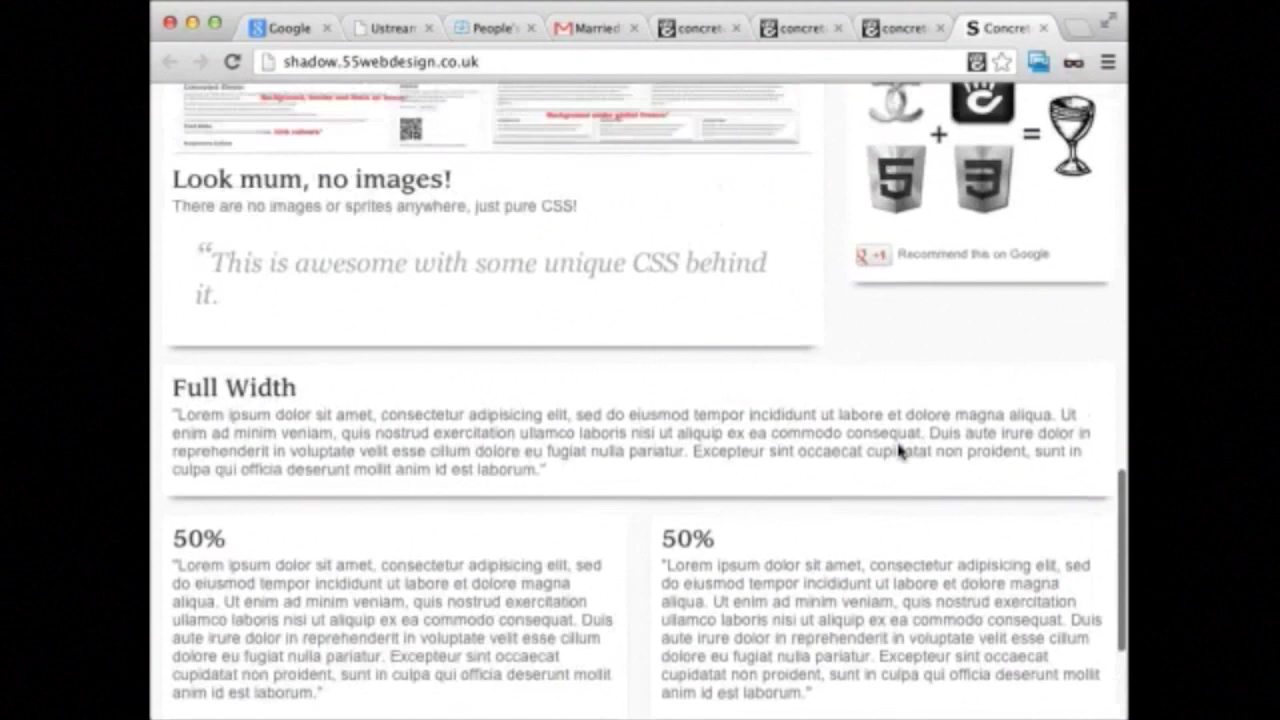 Google
Ustrean
People's
Married
concret
concret
concret
Concret
shadow.55webdesign.co.uk
+
=
5
3
Look mum, no images!
There are no images or sprites anywhere, just pure CSS!
“This is awesome with some unique CSS behind
it.
+1 Recommend this on Google
Full Width
"Lorem ipsum dolor sit amet, consectetur adipisicing elit, sed do eiusmod tempor incididunt ut labore et dolore magna aliqua. Ut
enim ad minim veniam, quis nostrud exercitation ullamco laboris nisi ut aliquip ex ea commodo consequat. Duis aute irure dolor in
reprehenderit in voluptate velit esse cillum dolore eu fugiat nulla pariatur. Excepteur sint occaecat cupidatat non proident, sunt in
culpa qui officia deserunt mollit anim id est laborum."
50%
"Lorem ipsum dolor sit amet, consectetur adipisicing elit, sed
do eiusmod tempor incididunt ut labore et dolore magna
aliqua. Ut enim ad minim veniam, quis nostrud exercitation
ullamco laboris nisi ut aliquip ex ea commodo consequat. Duis
aute irure dolor in reprehenderit in voluptate velit esse cillum
dolore eu fugiat nulla pariatur. Excepteur sint occaecat
cupidatat non proident, sunt in culpa qui officia deserunt mollit
anim id est laborum."
50%
"Lorem ipsum dolor sit amet, consectetur adipisicing elit, sed
do eiusmod tempor incididunt ut labore et dolore magna
aliqua. Ut enim ad minim veniam, quis nostrud exercitation
ullamco laboris nisi ut aliquip ex ea commodo consequat. Duis
aute irure dolor in reprehenderit in voluptate velit esse cillum
dolore eu fugiat nulla pariatur. Excepteur sint occaecat
cupidatat non proident, sunt in culpa qui officia deserunt mollit
anim id est laborum."